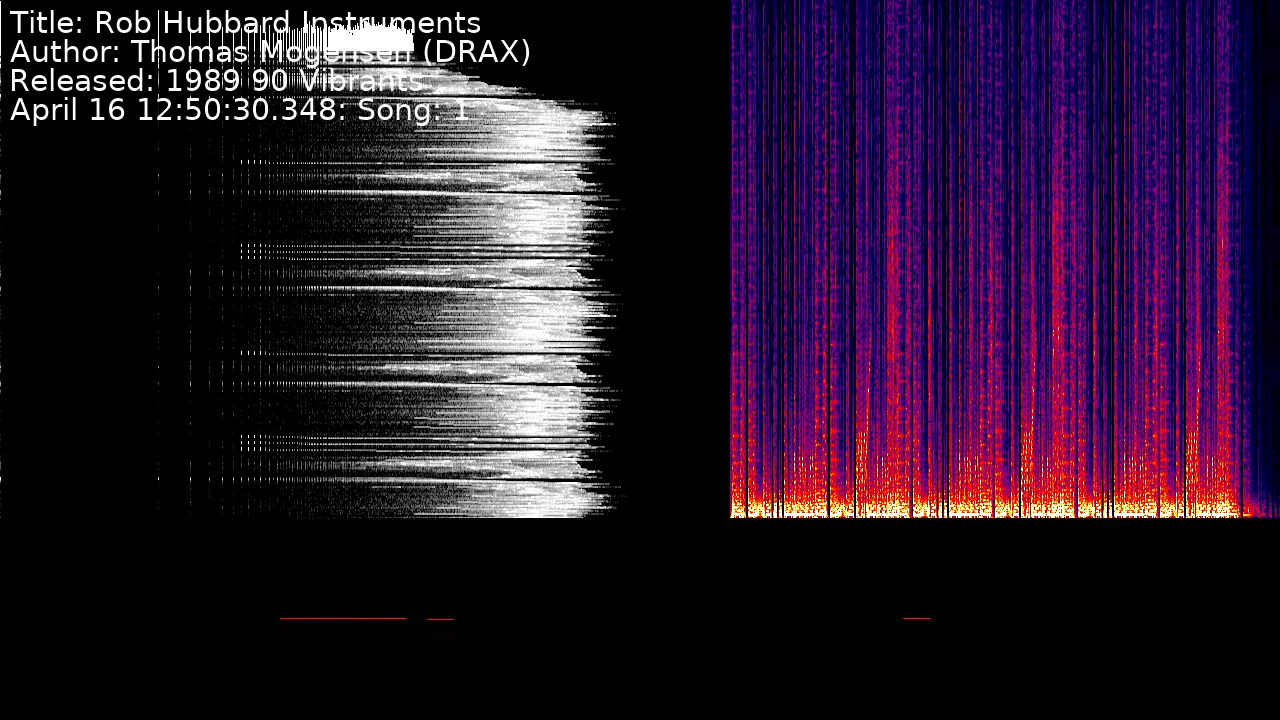 Title: Rob Hubbard Instruments
Author: Thomas Mogensen (DRAX)
Released: 1989 90 Vibrants
April 16 12:50:30 348: Song: 1